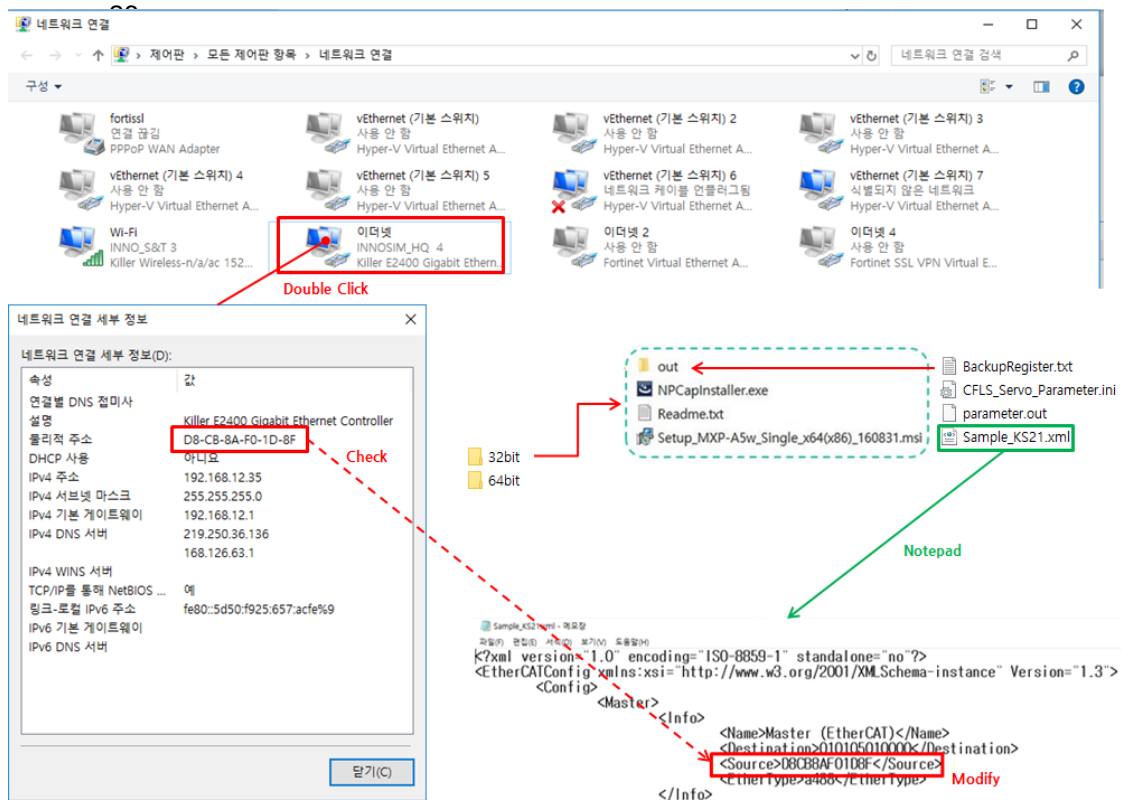 네트워크 연결
제어판 › 모든 제어판 항목 › 네트워크 연결
네트워크 연결 검색
구성
fortissl
연결 끊김
PPPoP WAN Adapter
vEthernet (기본 스위치)
사용 안 함
Hyper-V Virtual Ethernet A...
vEthernet (기본 스위치) 2
사용 안 함
Hyper-V Virtual Ethernet A...
vEthernet (기본 스위치) 3
사용 안 함
Hyper-V Virtual Ethernet A...
vEthernet (기본 스위치) 4
사용 안 함
Hyper-V Virtual Ethernet A...
vEthernet (기본 스위치) 5
사용 안 함
Hyper-V Virtual Ethernet A...
vEthernet (기본 스위치) 6
네트워크 케이블 언플러그됨
Hyper-V Virtual Ethernet A...
vEthernet (기본 스위치) 7
식별되지 않은 네트워크
Hyper-V Virtual Ethernet A...
Wi-Fi
INNO_S&T 3
Killer Wireless-n/a/ac 152...
이더넷
INNOSIM_HQ 4
Killer E2400 Gigabit Ethern...
이더넷 2
사용 안 함
Fortinet Virtual Ethernet A...
이더넷 4
사용 안 함
Fortinet SSL VPN Virtual E...
Double Click
네트워크 연결 세부 정보
네트워크 연결 세부 정보(D):
속성 값
연결별 DNS 접미사
설명 Killer E2400 Gigabit Ethernet Controller
물리적 주소 D8-CB-8A-F0-1D-8F
DHCP 사용 아니요
IPv4 주소 192.168.12.35
IPv4 서브넷 마스크 255.255.255.0
IPv4 기본 게이트웨이 192.168.12.1
IPv4 DNS 서버 219.250.36.136
168.126.63.1
IPv4 WINS 서버
TCP/IP를 통해 NetBIOS ... 예
링크-로컬 IPv6 주소 fe80::5d50:f925:657:acfe%9
IPv6 기본 게이트웨이
IPv6 DNS 서버
닫기(C)
Check
32bit
64bit
out
NPCapInstaller.exe
Readme.txt
Setup_MXP-A5w_Single_x64(x86)_160831.msi
BackupRegister.txt
CFLS_Servo_Parameter.ini
parameter.out
Sample_KS21.xml
Notepad
Sample_KS21.xml - 메모장
파일(F) 편집(E) 서식(O) 보기(V) 도움말(H)
<?xml version="1.0" encoding="ISO-8859-1" standalone="no"?>
<EtherCATConfig xmlns:xsi="http://www.w3.org/2001/XMLSchema-instance" Version="1.3">
<Config>
<Master>
<Info>
<Name>Master (EtherCAT)</Name>
<Destination>010105010000</Destination>
<Source>D8CB8AF01D8F</Source>
<EtherType>a488</EtherType>
</Info>
Modify